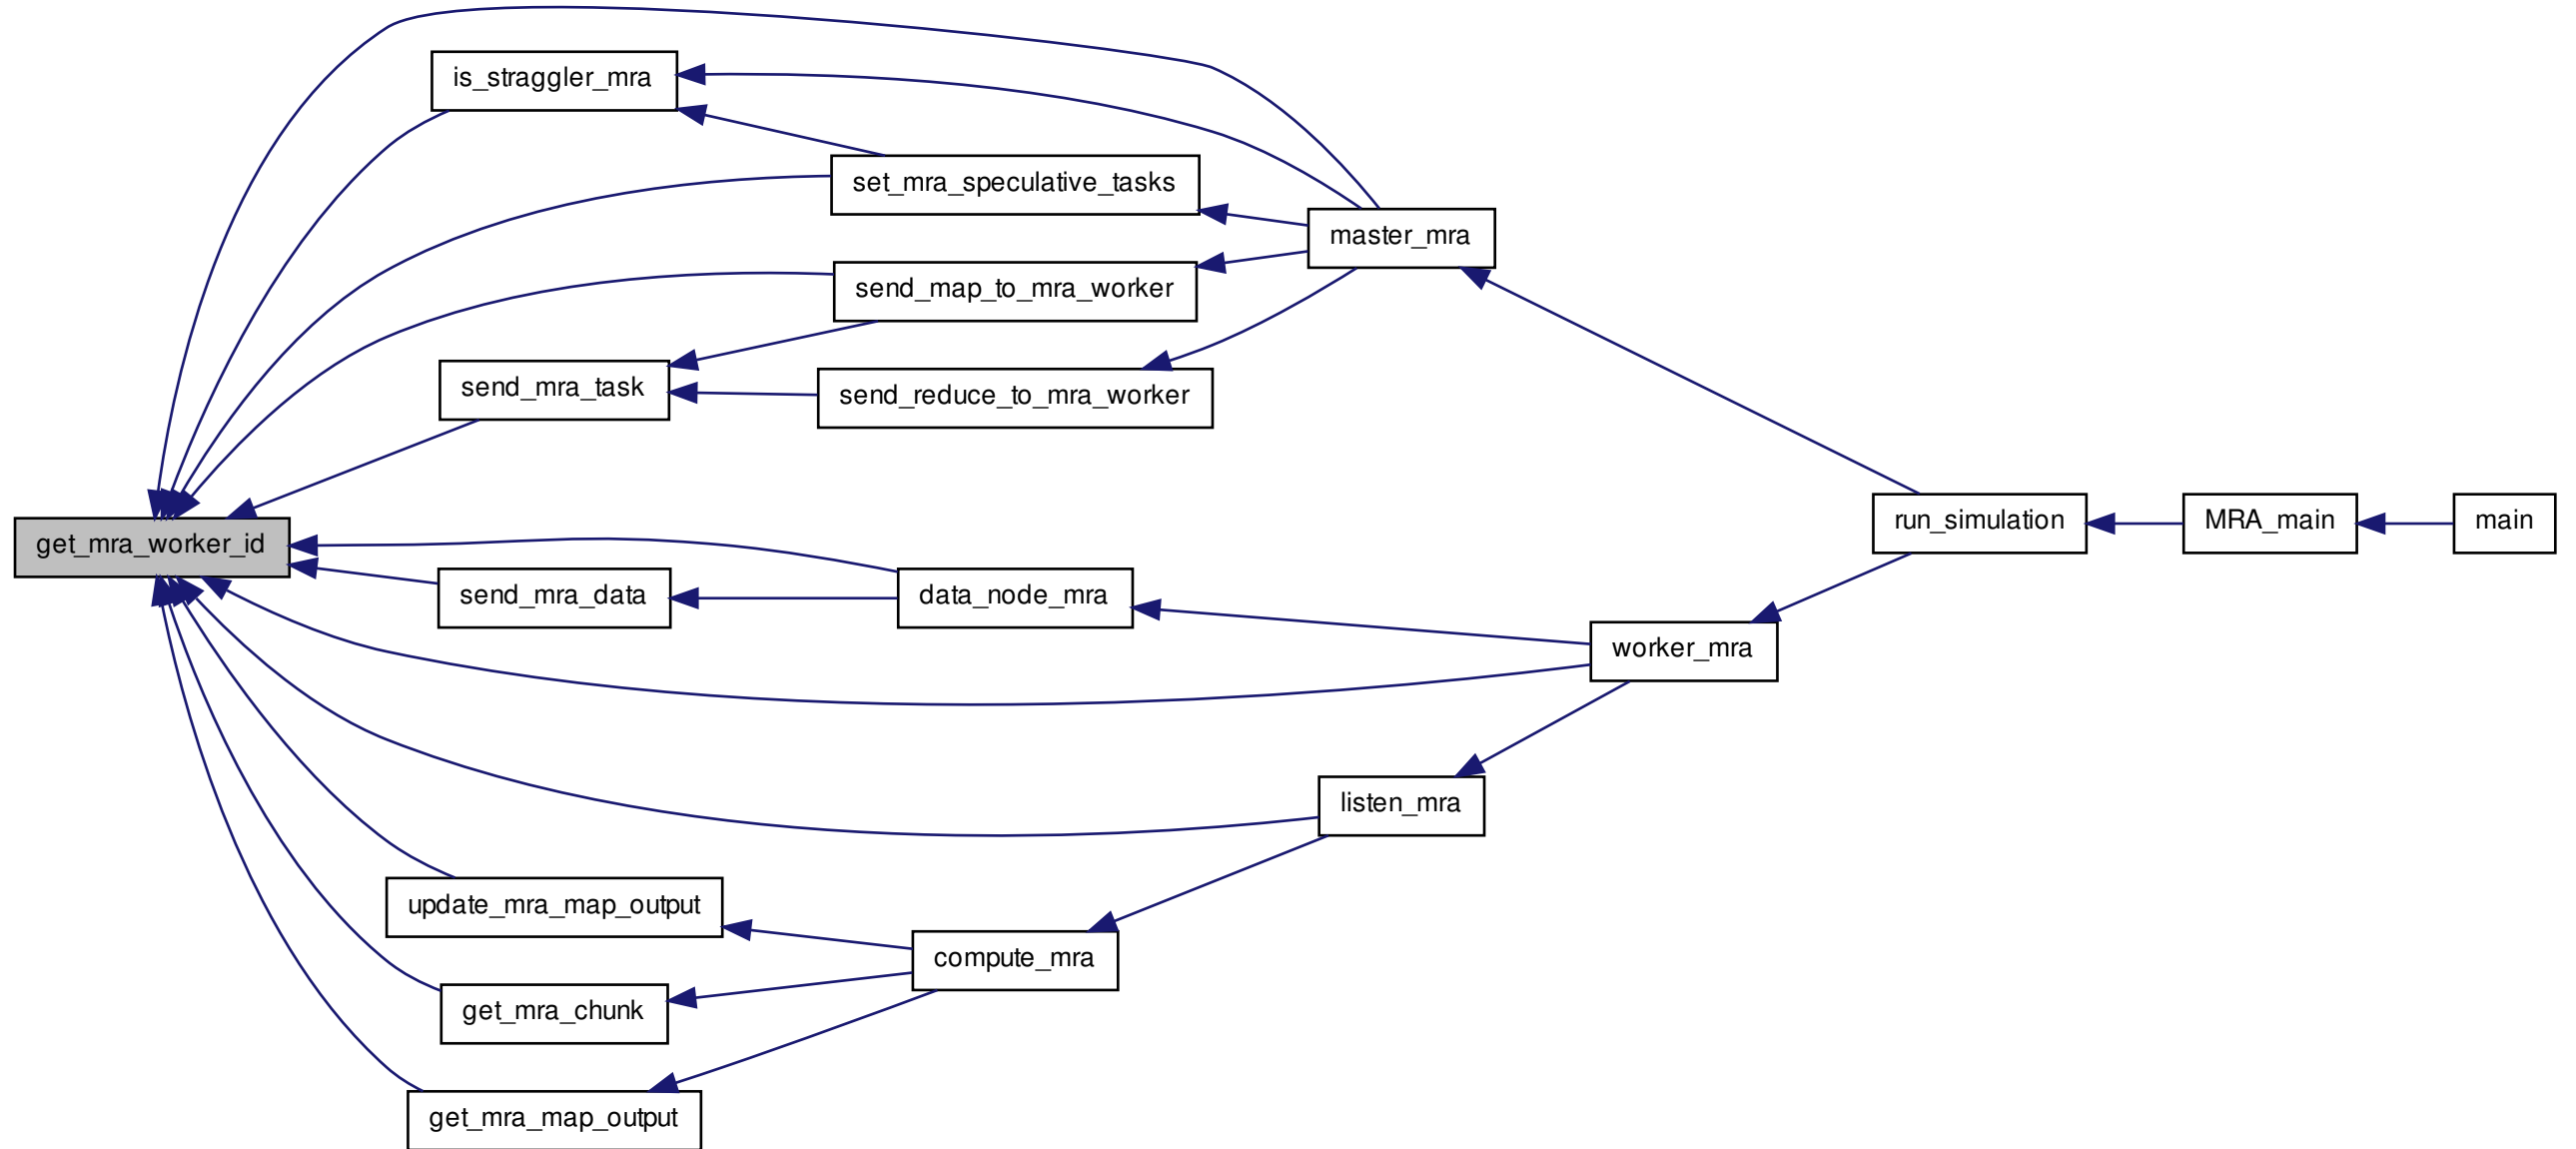 is_straggler_mra
set_mra_speculative_tasks
master_mra
send_map_to_mra_worker
send_mra_task
send_reduce_to_mra_worker
run_simulation
MRA_main
main
get_mra_worker_id
send_mra_data
data_node_mra
worker_mra
listen_mra
update_mra_map_output
compute_mra
get_mra_chunk
get_mra_map_output